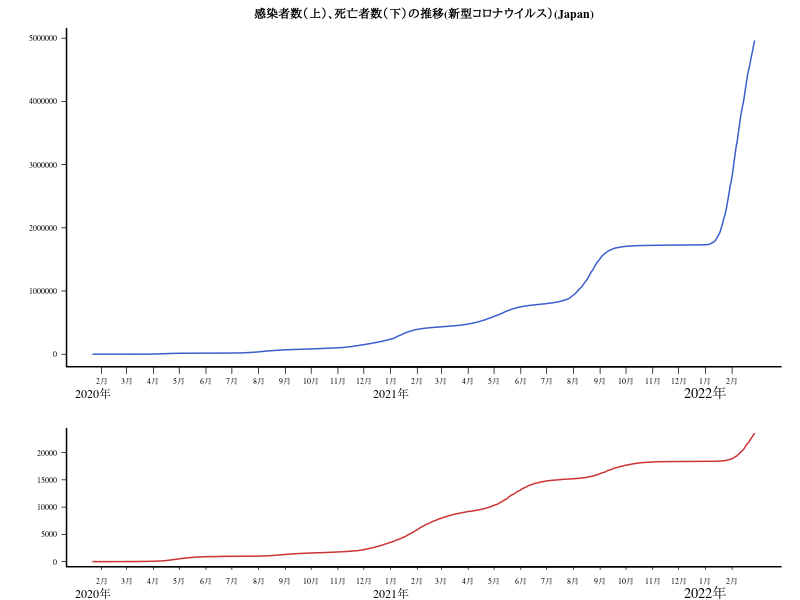 感染者数（上）、死亡者数（下）の推移(新型コロナウイルス)(Japan)
5000000
4000000
3000000
2000000
1000000
0
2月 3月 4月 5月 6月 7月 8月 9月 10月 11月 12月 1月 2月 3月 4月 5月 6月 7月 8月 9月 10月 11月 12月 1月 2月
2020年 2021年 2022年
20000
15000
10000
5000
0
2月 3月 4月 5月 6月 7月 8月 9月 10月 11月 12月 1月 2月 3月 4月 5月 6月 7月 8月 9月 10月 11月 12月 1月 2月
2020年 2021年 2022年